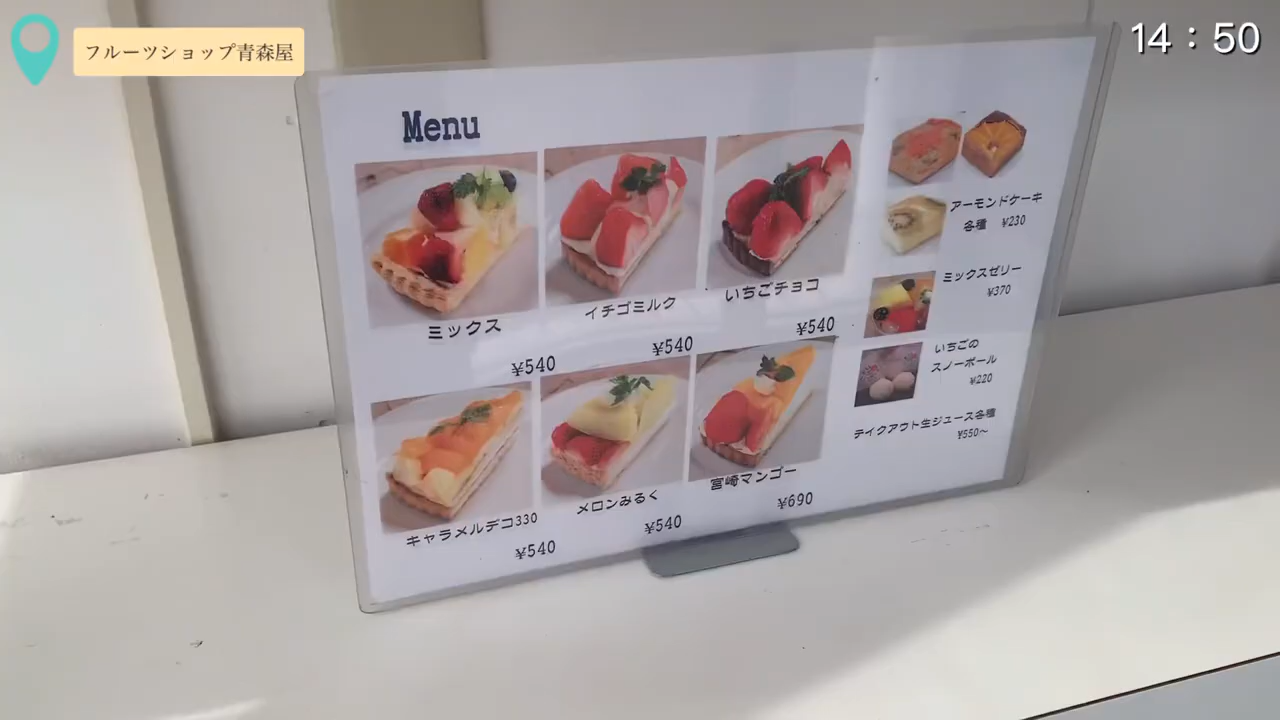 フルーツショップ青森屋
14:50
Menu
ミックス
¥540
イチゴミルク
¥540
いちごチョコ
¥540
キャラメルデコ330
¥540
メロンみるく
¥540
宮崎マンゴー
¥690
アーモンドケーキ
各種 ¥230
ミックスゼリー
¥370
いちごの
スノーボール
¥220
テイクアウト生ジュース各種
¥550~